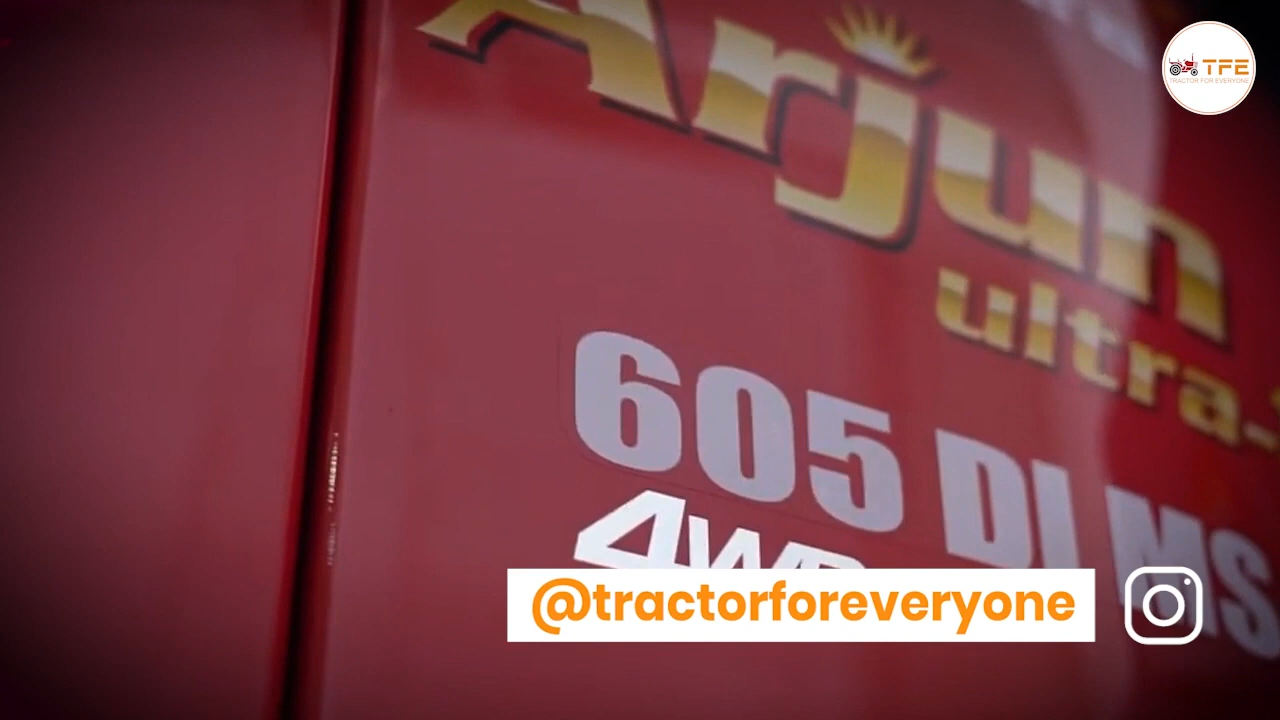 TFE
TRACTOR FOR EVERYONE
Arjun
ultra-
605 DI MS
4WD
@tractorforeveryone